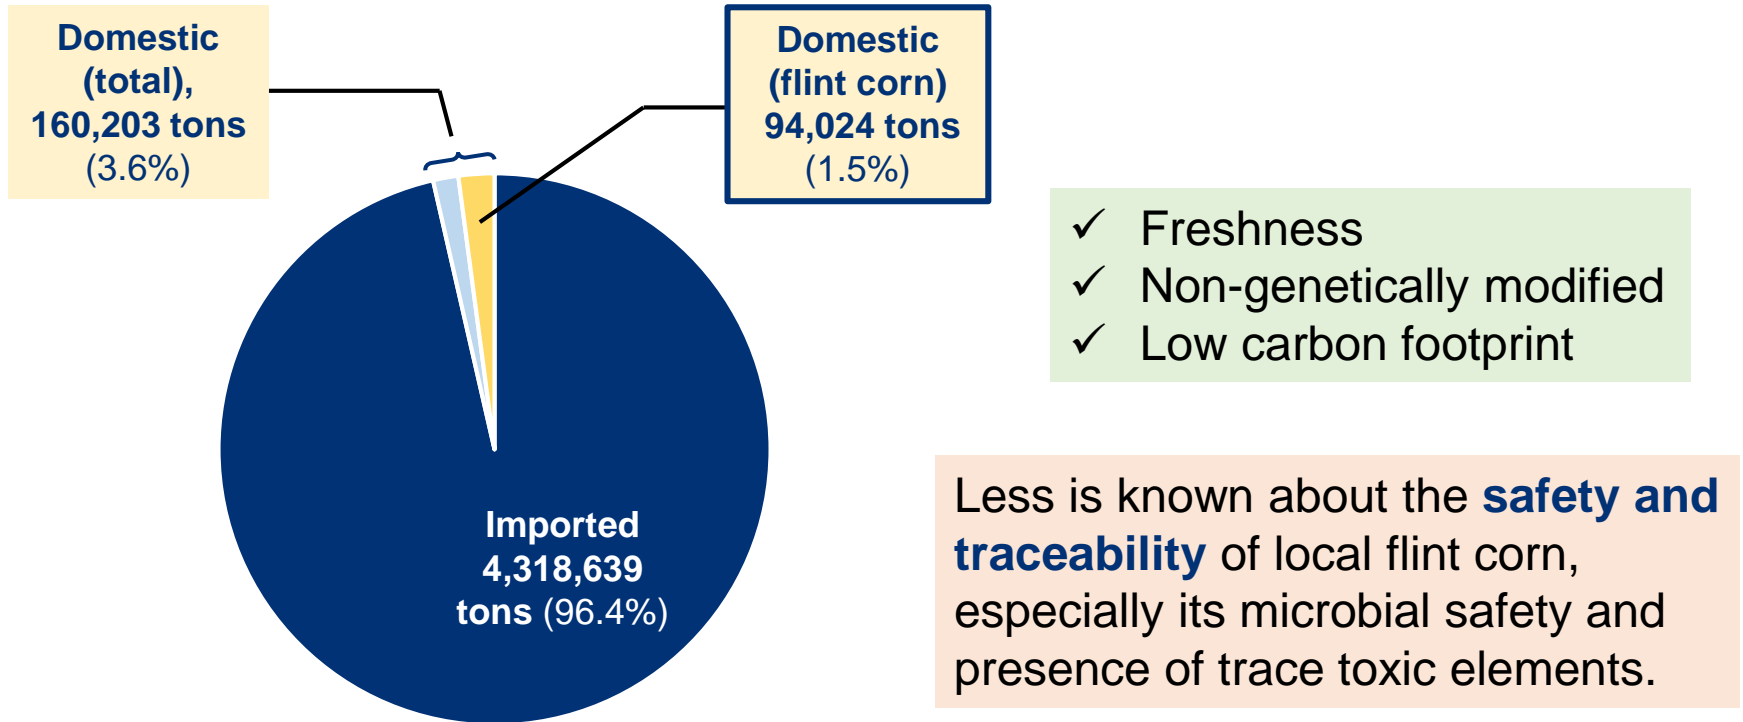 Domestic
(total),
160,203 tons
(3.6%)
Domestic
(flint corn)
94,024 tons
(1.5%)
Imported
4,318,639
tons (96.4%)
✓ Freshness
✓ Non-genetically modified
✓ Low carbon footprint
Less is known about the safety and
traceability of local flint corn,
especially its microbial safety and
presence of trace toxic elements.